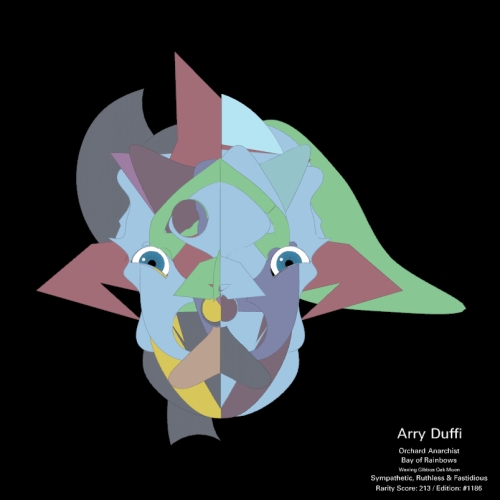 Arry Duffi
Orchard Anarchist
Bay of Rainbows
Waning Gibbous Oak Moon
Sympathetic, Ruthless & Fastidious
Rarity Score: 213 / Edition: #1186